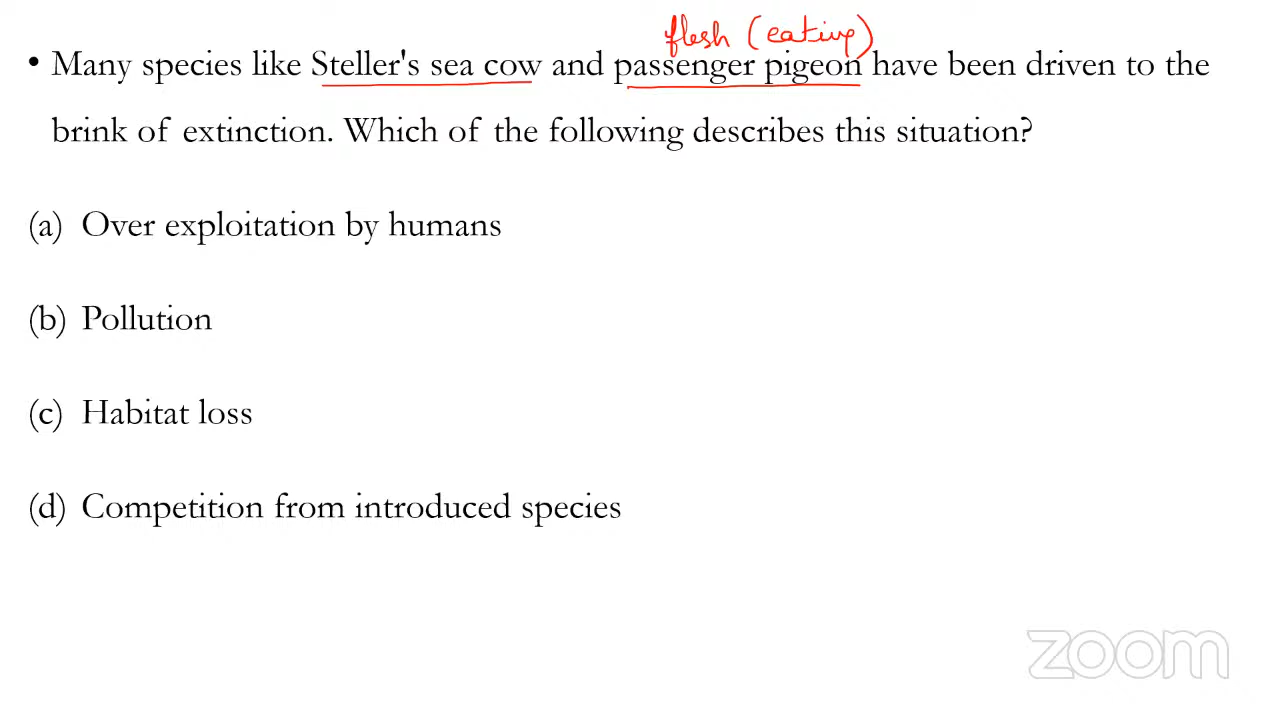 flesh (eating)
• Many species like Steller's sea cow and passenger pigeon have been driven to the
brink of extinction. Which of the following describes this situation?
(a) Over exploitation by humans
(b) Pollution
(c) Habitat loss
(d) Competition from introduced species
zoom